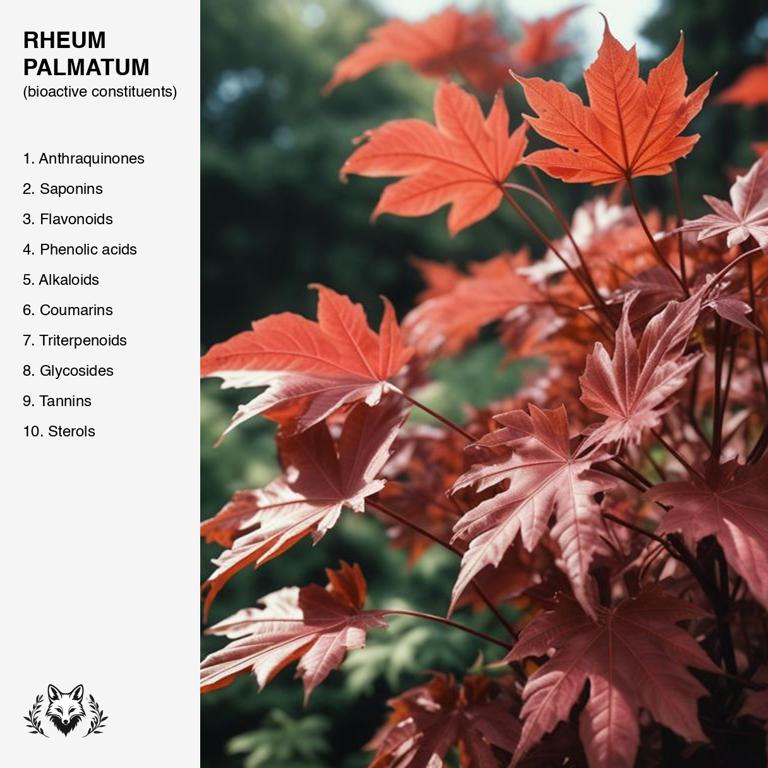 RHEUM
PALMATUM
(bioactive constituents)
1. Anthraquinones
2. Saponins
3. Flavonoids
4. Phenolic acids
5. Alkaloids
6. Coumarins
7. Triterpenoids
8. Glycosides
9. Tannins
10. Sterols